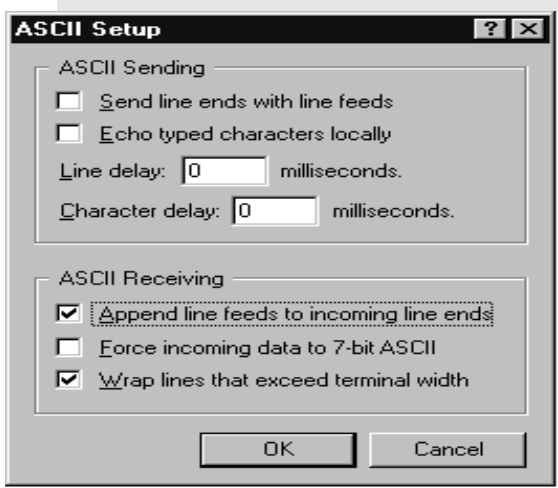 ASCII Setup
ASCII Sending
Send line ends with line feeds
Echo typed characters locally
Line delay: 0 milliseconds.
Character delay: 0 milliseconds.
ASCII Receiving
Append line feeds to incoming line ends
Force incoming data to 7-bit ASCII
Wrap lines that exceed terminal width
OK Cancel